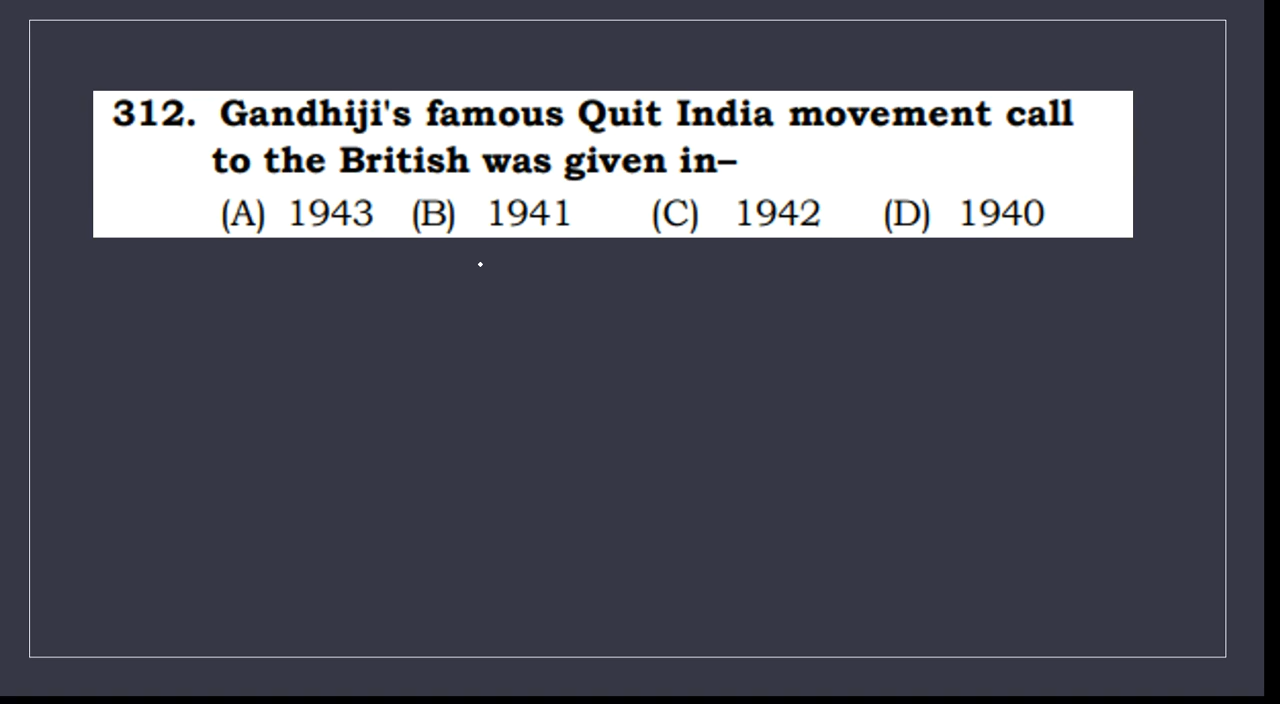 312. Gandhiji's famous Quit India movement call
to the British was given in–
(A) 1943 (B) 1941 (C) 1942 (D) 1940